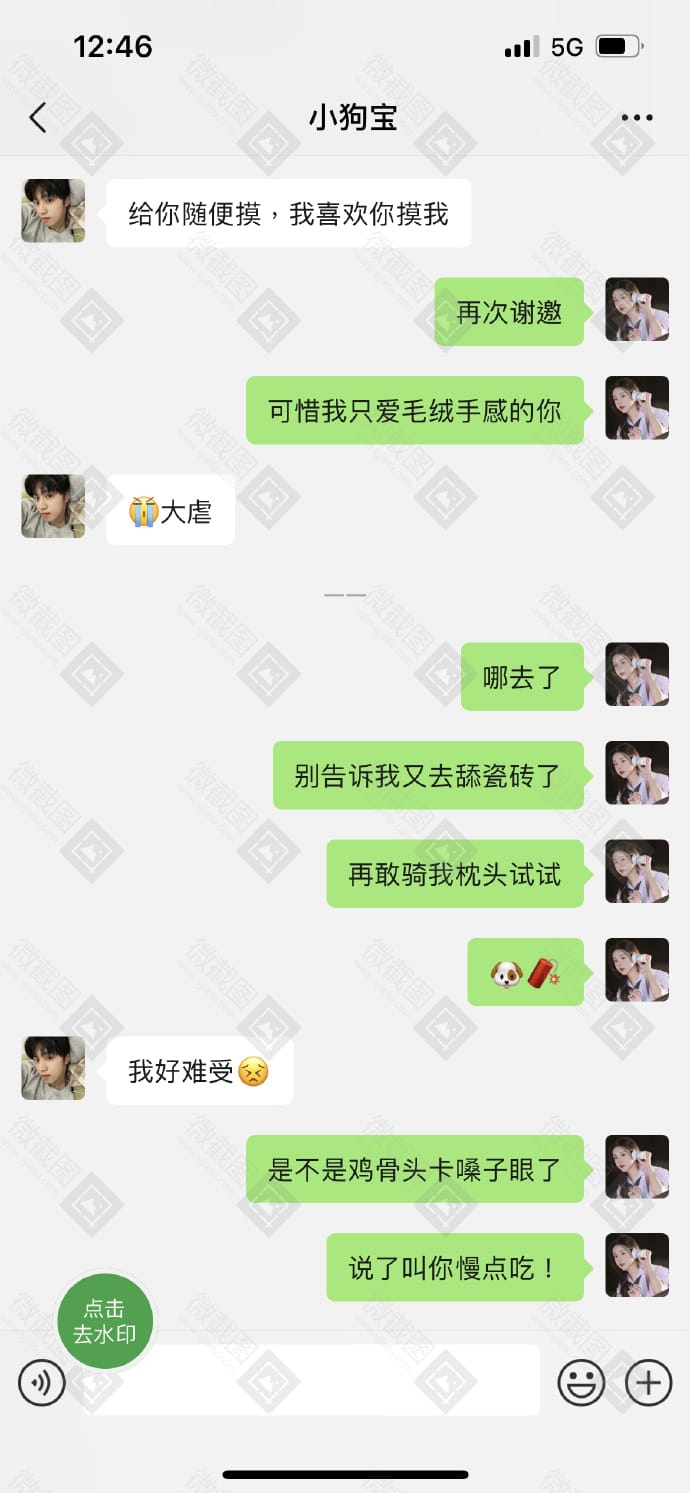 12:46
5G
小狗宝
给你随便摸，我喜欢你摸我
再次谢邀
可惜我只爱毛绒手感的你
😭大虐
——
哪去了
别告诉我又去舔瓷砖了
再敢骑我枕头试试
🐶🧨
我好难受😣
是不是鸡骨头卡嗓子眼了
说了叫你慢点吃！
点击
去水印
微截图